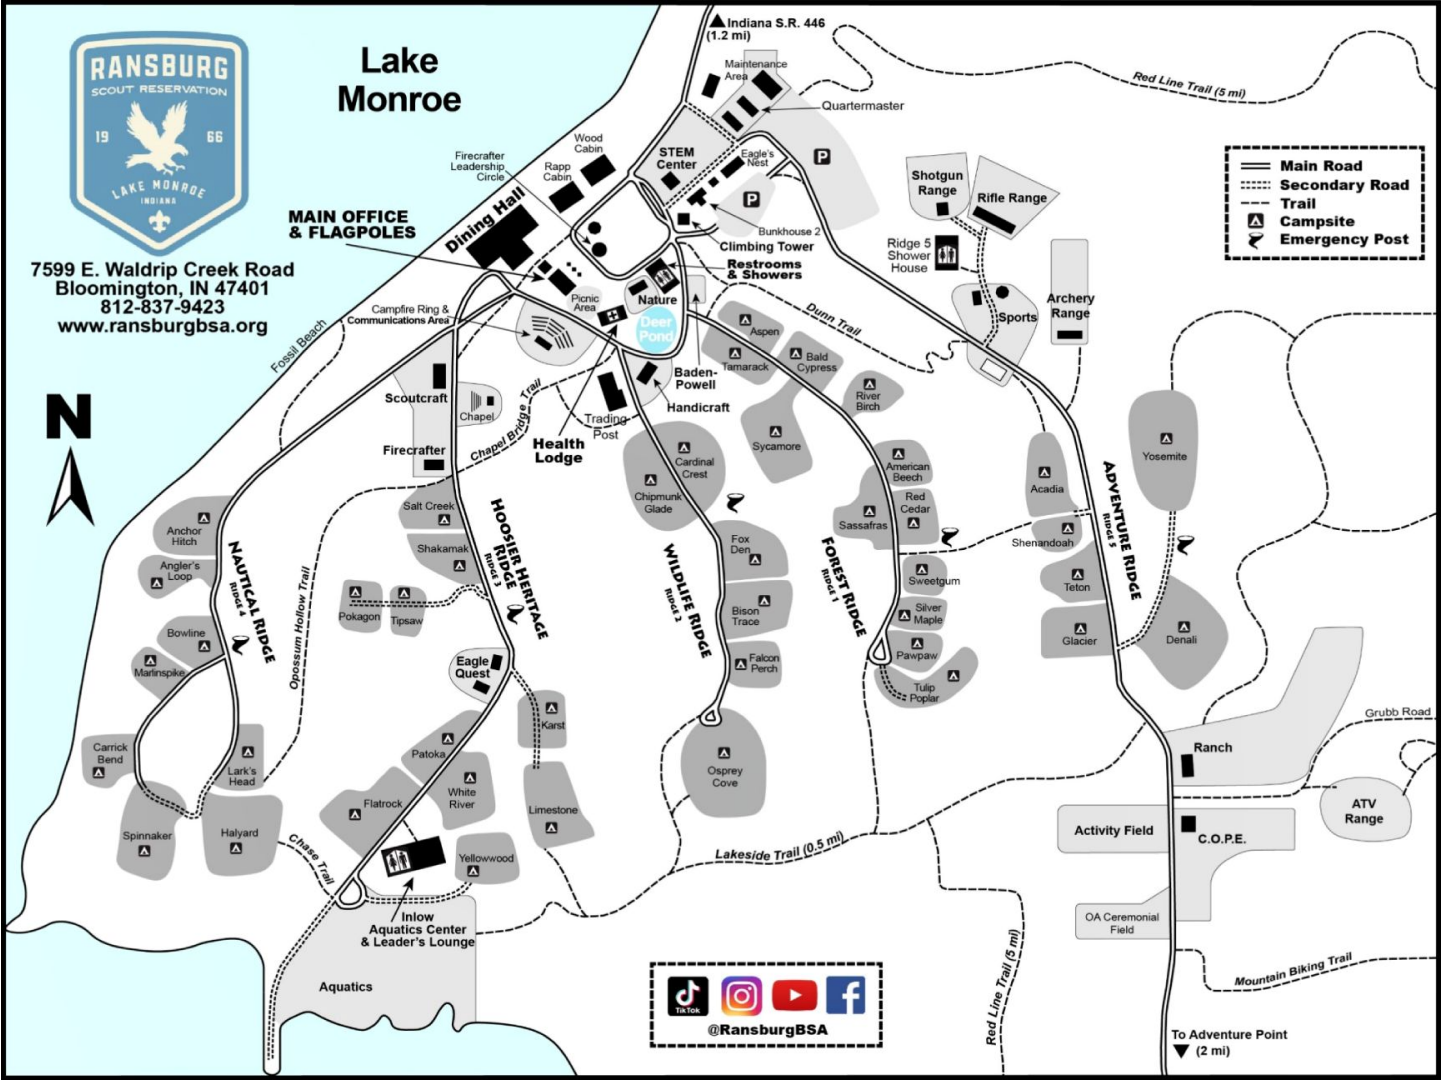 RANSBURG
SCOUT RESERVATION
19 66
LAKE MONROE
INDIANA
7599 E. Waldrip Creek Road
Bloomington, IN 47401
812-837-9423
www.ransburgbsa.org
N
Lake
Monroe
Indiana S.R. 446
(1.2 mi)
Maintenance
Area
Quartermaster
Red Line Trail (5 mi)
Main Road
Secondary Road
Trail
Campsite
Emergency Post
Wood
Cabin
Firecrafter
Leadership
Circle
Rapp
Cabin
STEM
Center
Eagle's
Nest
P
P
Dining Hall
MAIN OFFICE
& FLAGPOLES
Bunkhouse 2
Climbing Tower
Restrooms
& Showers
Shotgun
Range
Rifle Range
Ridge 5
Shower
House
Archery
Range
Sports
Picnic
Area
Nature
Deer
Pond
Campfire Ring &
Communications Area
Fossil Beach
Dunn Trail
Baden-
Powell
Handicraft
Trading
Post
Health
Lodge
Scoutcraft
Chapel
Chapel Bridge Trail
Firecrafter
Aspen
Tamarack
Bald
Cypress
River
Birch
Sycamore
American
Beech
Red
Cedar
Sassafras
Sweetgum
Silver
Maple
Pawpaw
Tulip
Poplar
FOREST RIDGE
RIDGE 1
Cardinal
Crest
Chipmunk
Glade
Fox
Den
Bison
Trace
Falcon
Perch
Osprey
Cove
WILDLIFE RIDGE
RIDGE 2
Salt Creek
Shakamak
Pokagon
Tipsaw
HOOSIER HERITAGE
RIDGE
RIDGE 3
Eagle
Quest
Karst
Patoka
White
River
Flatrock
Limestone
Yellowwood
Anchor
Hitch
Angler's
Loop
Bowline
Marlinspike
NAUTICAL RIDGE
RIDGE 4
Opossum Hollow Trail
Carrick
Bend
Lark's
Head
Spinnaker
Halyard
Chase Trail
Inlow
Aquatics Center
& Leader's Lounge
Aquatics
Acadia
Shenandoah
Teton
Glacier
Yosemite
Denali
ADVENTURE RIDGE
RIDGE 5
Lakeside Trail (0.5 mi)
Grubb Road
Ranch
ATV
Range
Activity Field
C.O.P.E.
OA Ceremonial
Field
Red Line Trail (5 mi)
Mountain Biking Trail
To Adventure Point
(2 mi)
TikTok
@RansburgBSA